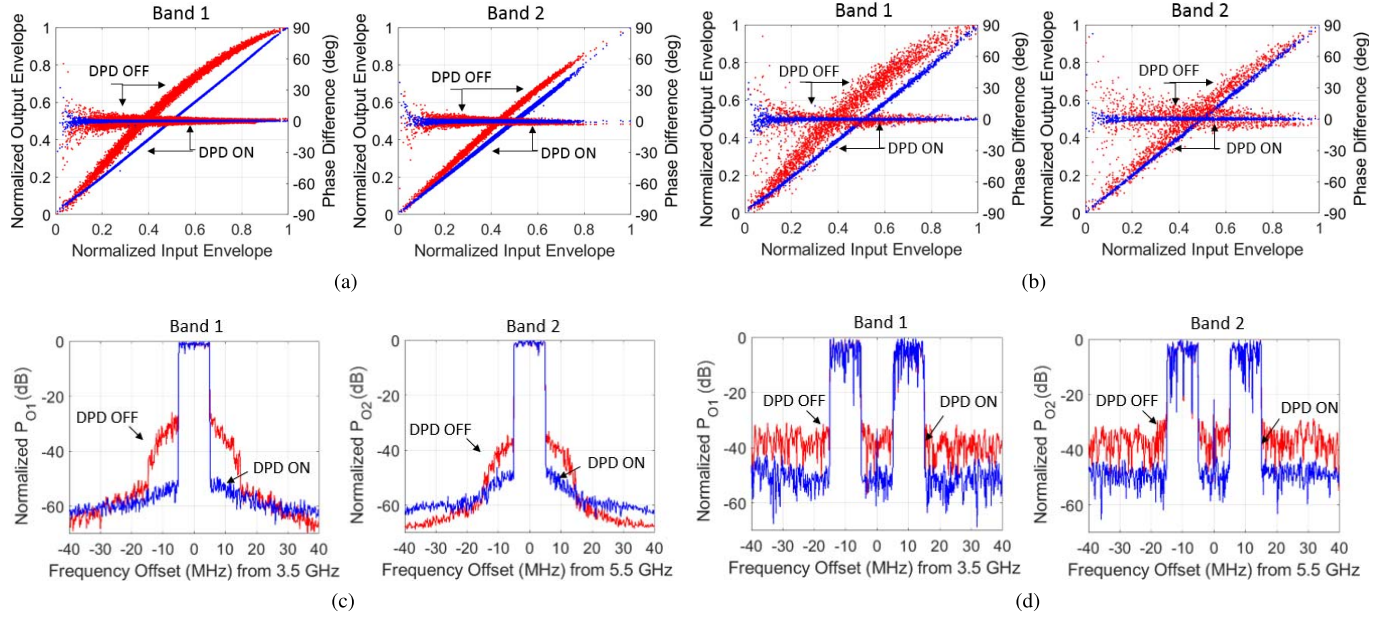 Band 1
Normalized Output Envelope
1
0.8
0.6
0.4
0.2
0
0 0.2 0.4 0.6 0.8 1
Normalized Input Envelope
90
60
30
0
-30
-60
-90
Phase Difference (deg)
DPD OFF
DPD ON
Band 2
Normalized Output Envelope
1
0.8
0.6
0.4
0.2
0
0 0.2 0.4 0.6 0.8 1
Normalized Input Envelope
90
60
30
0
-30
-60
-90
Phase Difference (deg)
DPD OFF
DPD ON
(a)
Band 1
Normalized Output Envelope
1
0.8
0.6
0.4
0.2
0
0 0.2 0.4 0.6 0.8 1
Normalized Input Envelope
90
60
30
0
-30
-60
-90
Phase Difference (deg)
DPD OFF
DPD ON
Band 2
Normalized Output Envelope
1
0.8
0.6
0.4
0.2
0
0 0.2 0.4 0.6 0.8 1
Normalized Input Envelope
90
60
30
0
-30
-60
-90
Phase Difference (deg)
DPD OFF
DPD ON
(b)
Band 1
Normalized PO1 (dB)
0
-20
-40
-60
DPD OFF
DPD ON
-40 -30 -20 -10 0 10 20 30 40
Frequency Offset (MHz) from 3.5 GHz
Band 2
Normalized PO2 (dB)
0
-20
-40
-60
DPD OFF
DPD ON
-40 -30 -20 -10 0 10 20 30 40
Frequency Offset (MHz) from 5.5 GHz
(c)
Band 1
Normalized PO1 (dB)
0
-20
-40
-60
DPD OFF
DPD ON
-40 -30 -20 -10 0 10 20 30 40
Frequency Offset (MHz) from 3.5 GHz
Band 2
Normalized PO2 (dB)
0
-20
-40
-60
DPD OFF
DPD ON
-40 -30 -20 -10 0 10 20 30 40
Frequency Offset (MHz) from 5.5 GHz
(d)